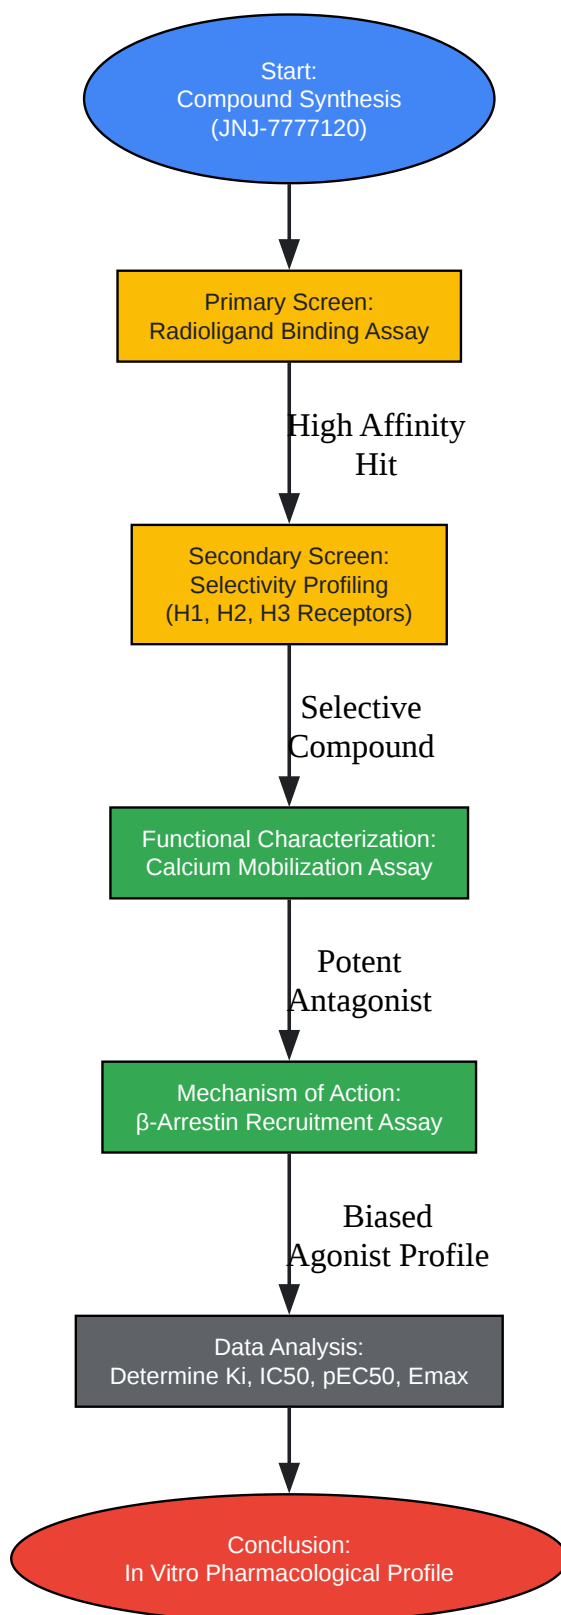 Start:
Compound Synthesis
(JNJ-7777120)
Primary Screen:
Radioligand Binding Assay
High Affinity
Hit
Secondary Screen:
Selectivity Profiling
(H1, H2, H3 Receptors)
Selective
Compound
Functional Characterization:
Calcium Mobilization Assay
Potent
Antagonist
Mechanism of Action:
β-Arrestin Recruitment Assay
Biased
Agonist Profile
Data Analysis:
Determine Ki, IC50, pEC50, Emax
Conclusion:
In Vitro Pharmacological Profile